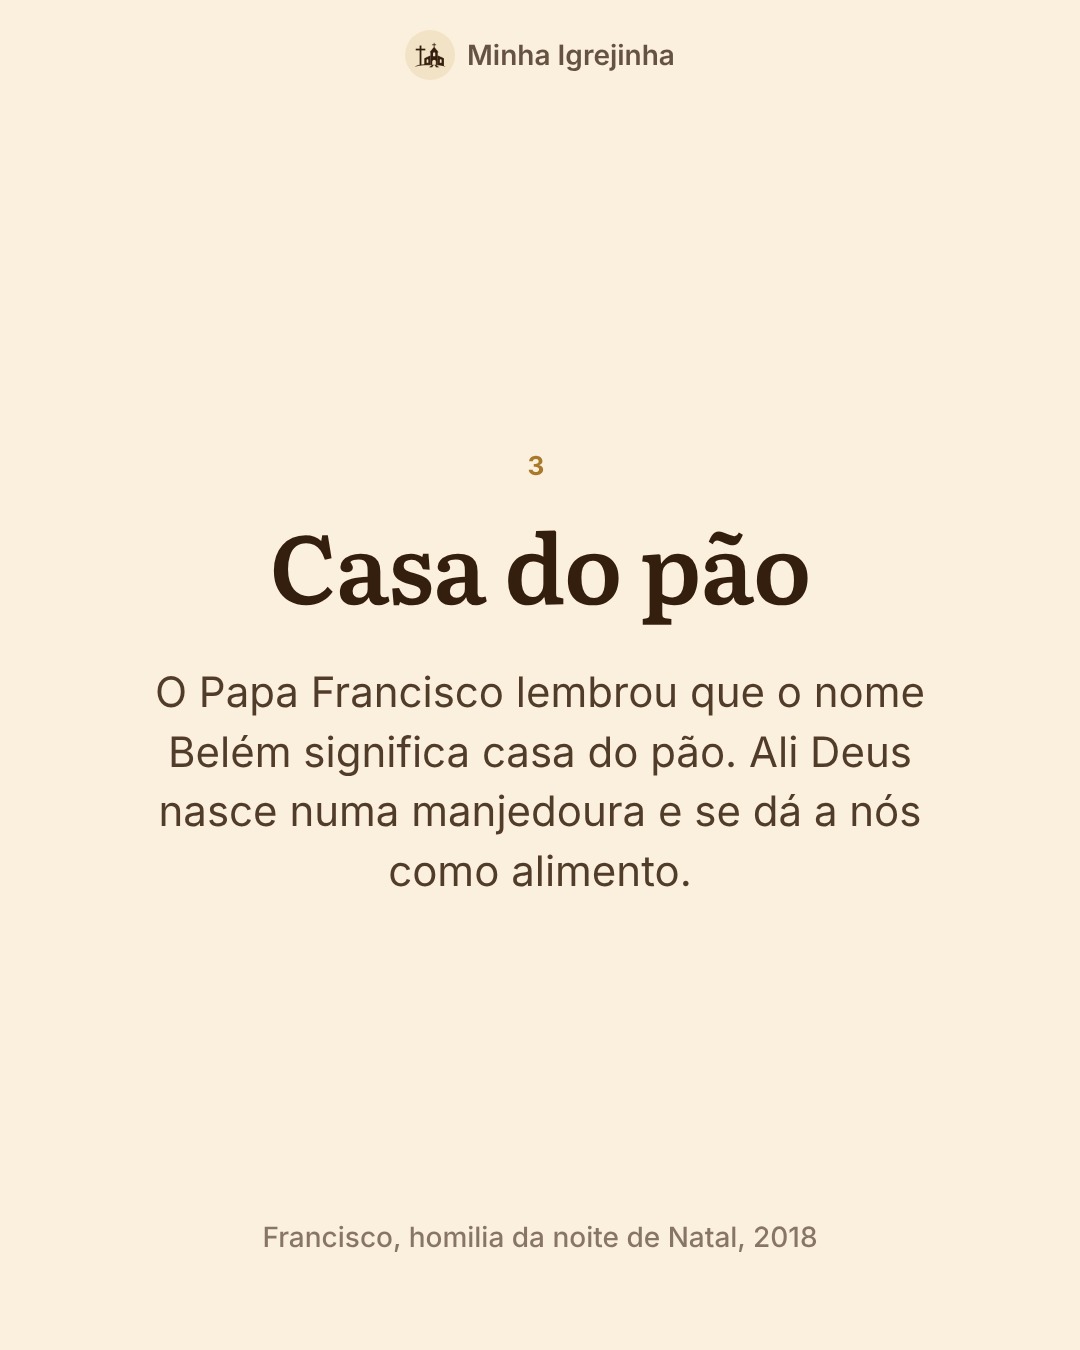 Minha Igrejinha
3
Casa do pão
O Papa Francisco lembrou que o nome
Belém significa casa do pão. Ali Deus
nasce numa manjedoura e se dá a nós
como alimento.
Francisco, homilia da noite de Natal, 2018